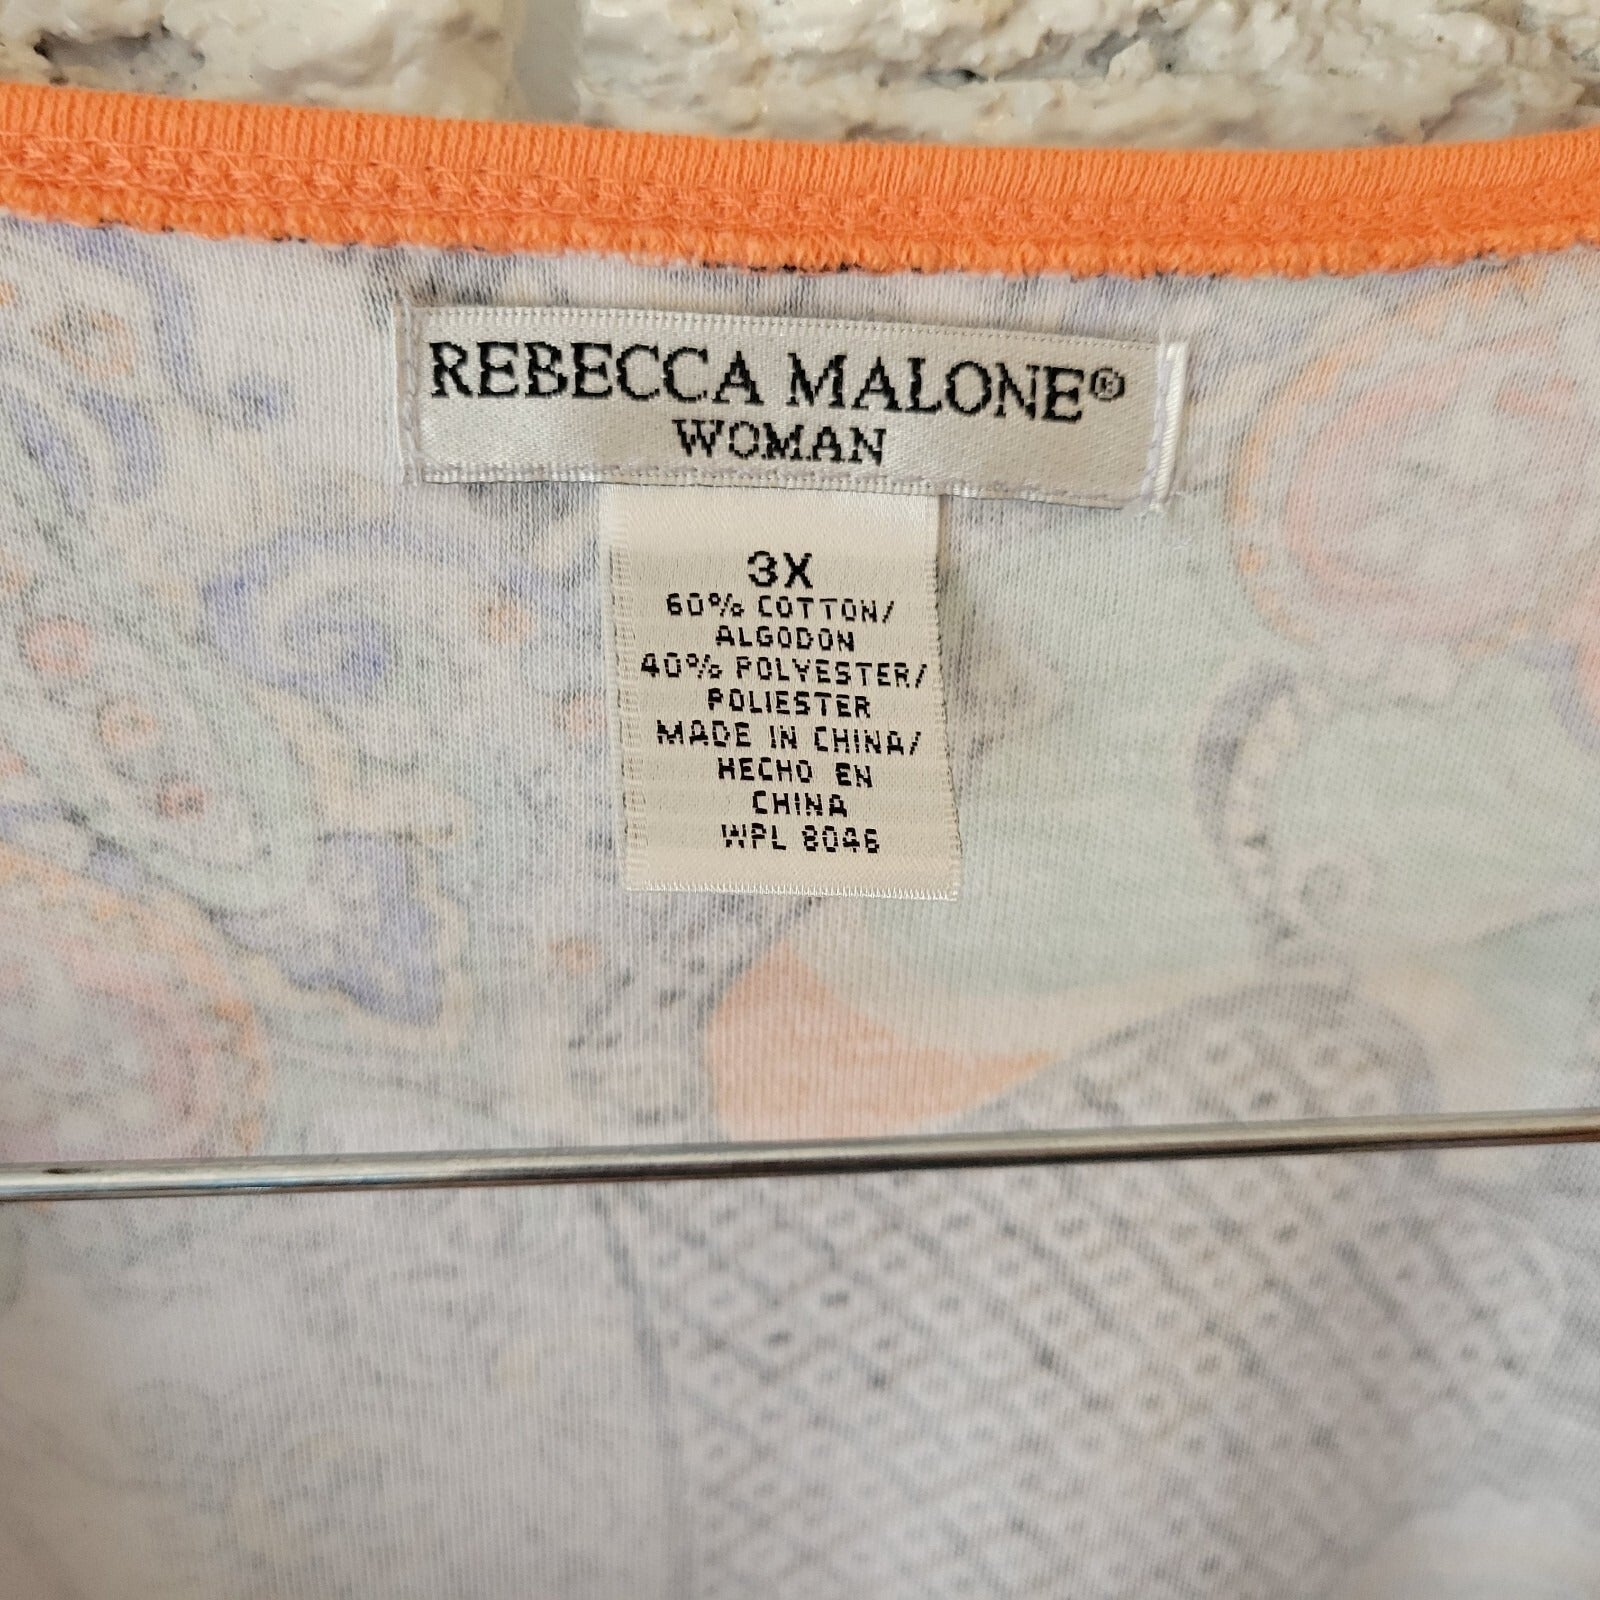 REBECCA MALONE®
WOMAN
3X
60% COTTON/
ALGODON
40% POLYESTER/
POLIESTER
MADE IN CHINA/
HECHO EN
CHINA
WPL 8046